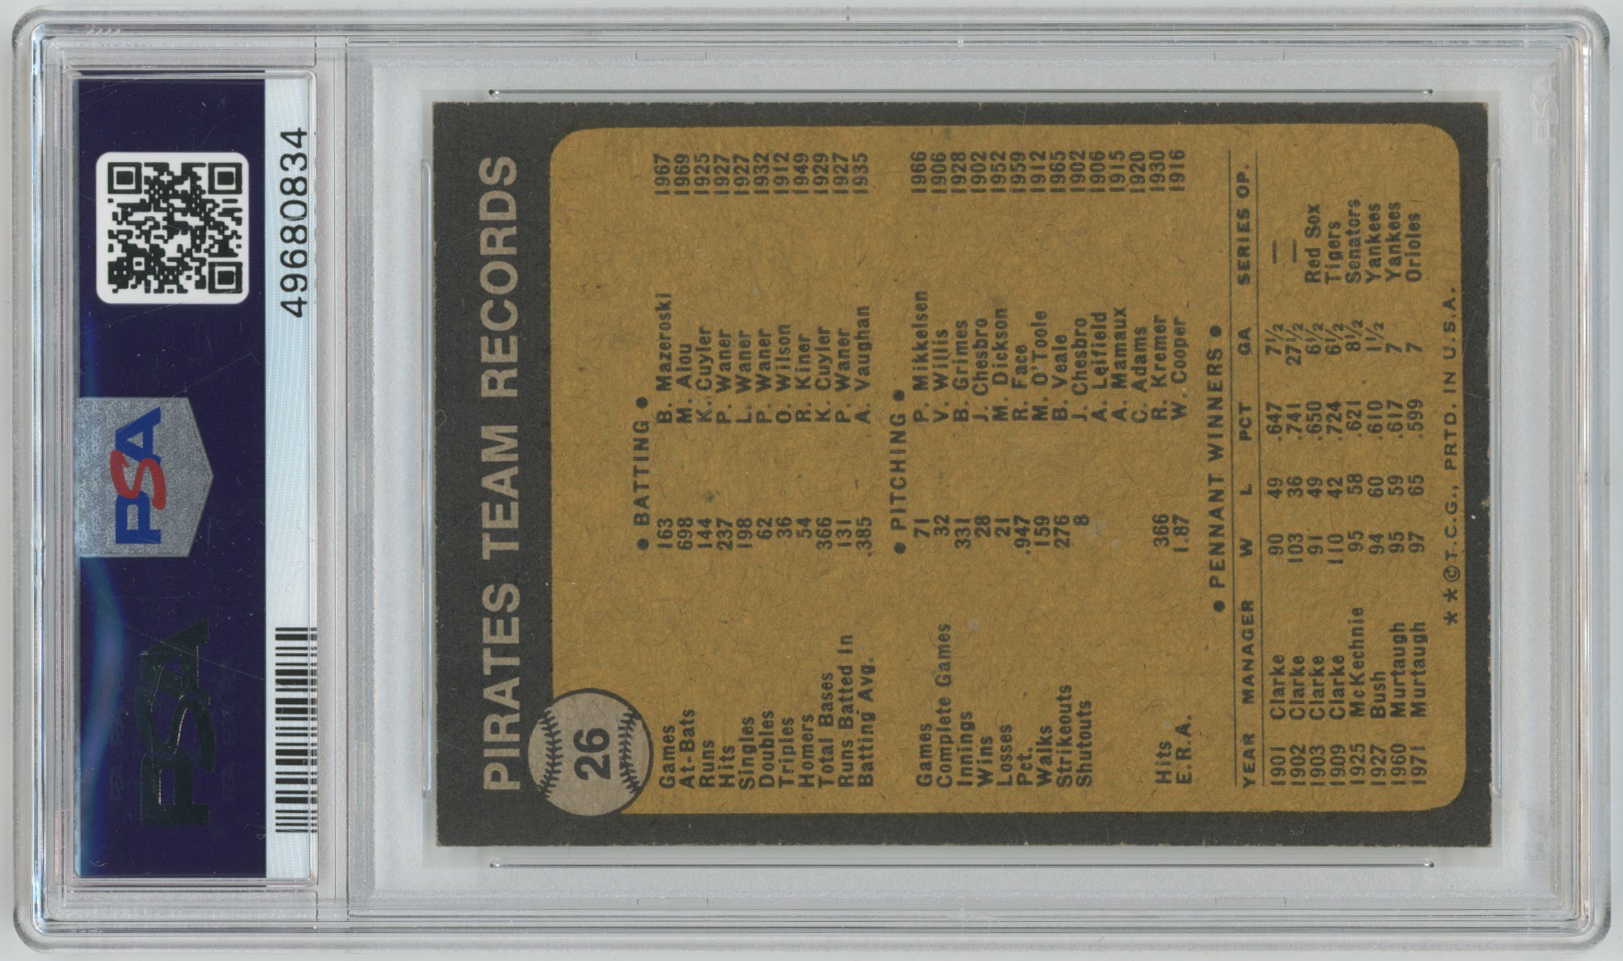 PSA
PSA
49680834
PIRATES TEAM RECORDS
26
● BATTING ●
Games 163 B. Mazeroski 1967
At-Bats 698 M. Alou 1969
Runs 144 K. Cuyler 1925
Hits 237 P. Waner 1927
Singles 198 L. Waner 1927
Doubles 62 P. Waner 1932
Triples 36 O. Wilson 1912
Homers 54 R. Kiner 1949
Total Bases 366 K. Cuyler 1929
Runs Batted In 131 P. Waner 1927
Batting Avg. .385 A. Vaughan 1935
● PITCHING ●
Games 71 P. Mikkelsen 1966
Complete Games 32 V. Willis 1906
Innings 331 B. Grimes 1928
Wins 28 J. Chesbro 1902
Losses 21 M. Dickson 1952
Pct. .947 R. Face 1959
Walks 159 M. O'Toole 1912
Strikeouts 276 B. Veale 1965
Shutouts 8 J. Chesbro 1902
A. Leifield 1906
A. Mamaux 1915
C. Adams 1920
Hits 366 R. Kremer 1930
E.R.A. 1.87 W. Cooper 1916
● PENNANT WINNERS ●
YEAR MANAGER W L PCT GA SERIES OP.
1901 Clarke 90 49 .647 7½ —
1902 Clarke 103 36 .741 27½ —
1903 Clarke 91 49 .650 6½ Red Sox
1909 Clarke 110 42 .724 6½ Tigers
1925 McKechnie 95 58 .621 8½ Senators
1927 Bush 94 60 .610 1½ Yankees
1960 Murtaugh 95 59 .617 7 Yankees
1971 Murtaugh 97 65 .599 7 Orioles
**© T.C.G., PRTD. IN U.S.A.